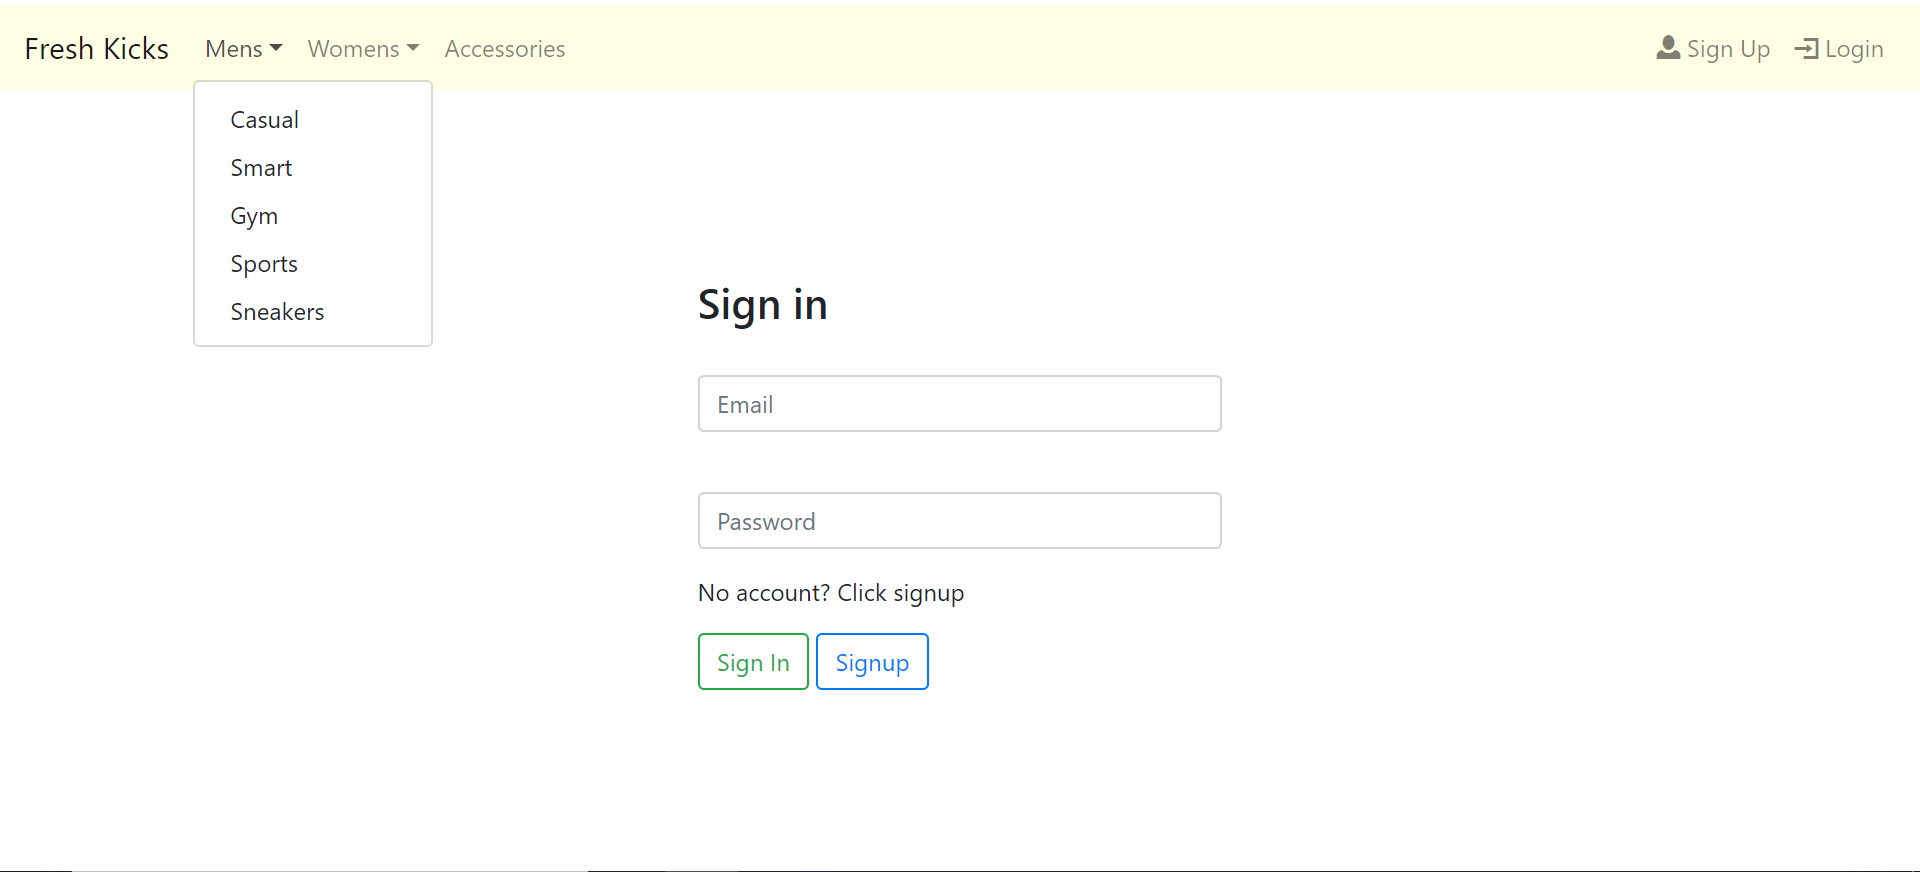 Fresh Kicks Mens Womens Accessories Sign Up Login
Casual
Smart
Gym
Sports
Sneakers
Sign in
Email
Password
No account? Click signup
Sign In Signup